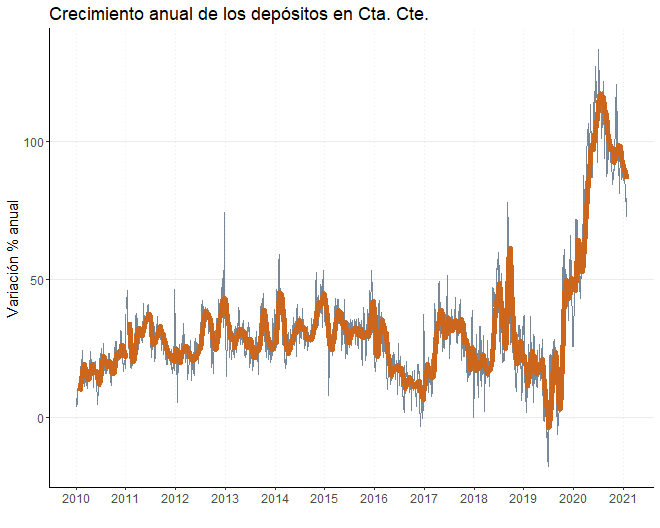 Crecimiento anual de los depósitos en Cta. Cte.
Variación % anual
100
50
0
2010 2011 2012 2013 2014 2015 2016 2017 2018 2019 2020 2021